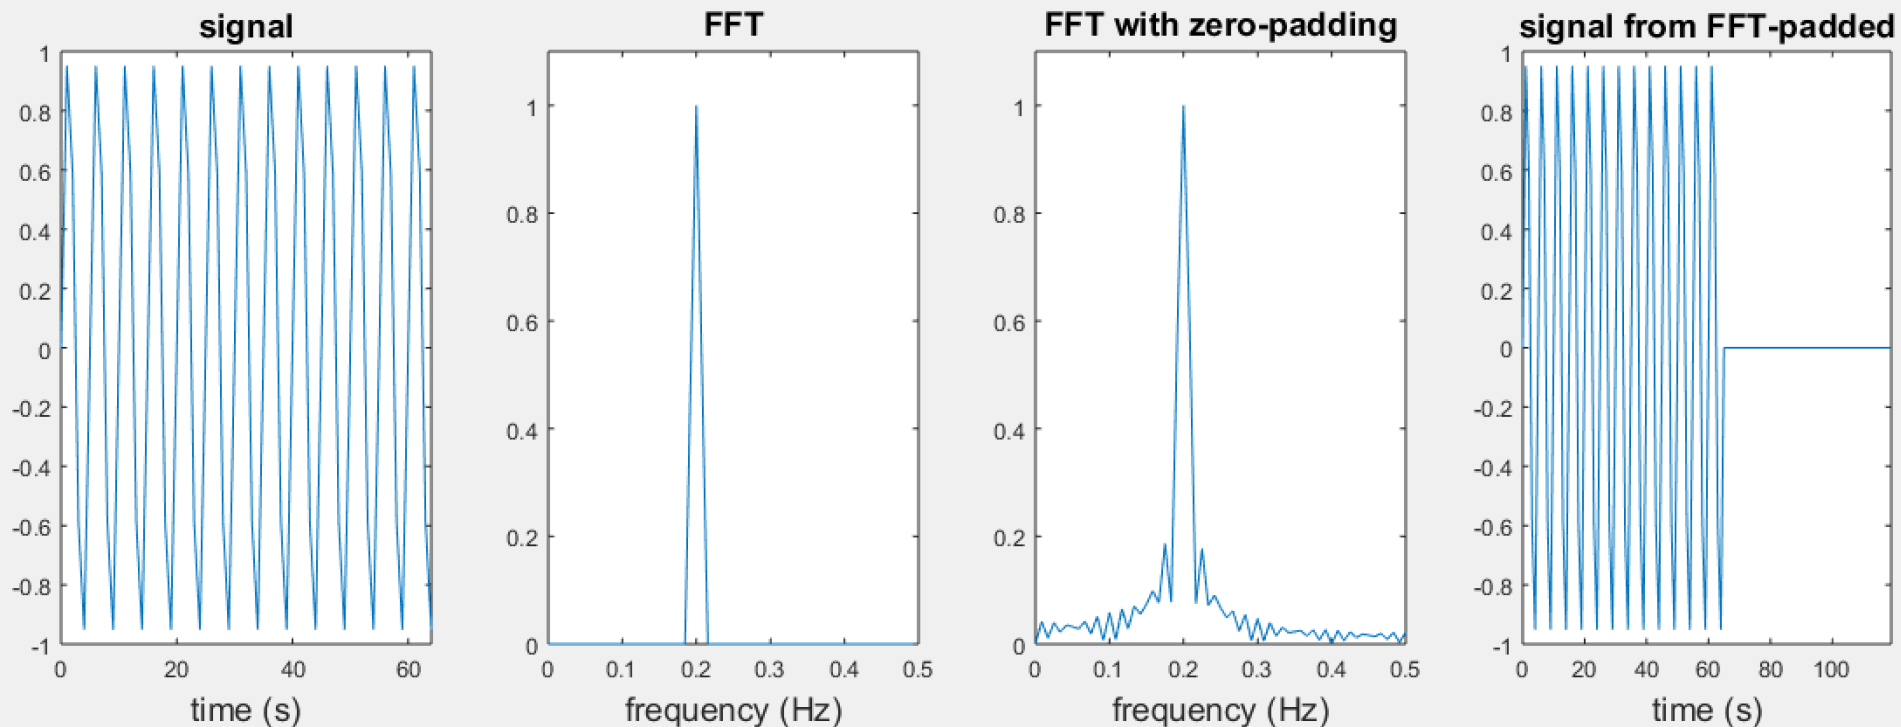 signal
1
0.8
0.6
0.4
0.2
0
-0.2
-0.4
-0.6
-0.8
-1
0 20 40 60
time (s)
FFT
1
0.8
0.6
0.4
0.2
0
0 0.1 0.2 0.3 0.4 0.5
frequency (Hz)
FFT with zero-padding
1
0.8
0.6
0.4
0.2
0
0 0.1 0.2 0.3 0.4 0.5
frequency (Hz)
signal from FFT-padded
1
0.8
0.6
0.4
0.2
0
-0.2
-0.4
-0.6
-0.8
-1
0 20 40 60 80 100
time (s)